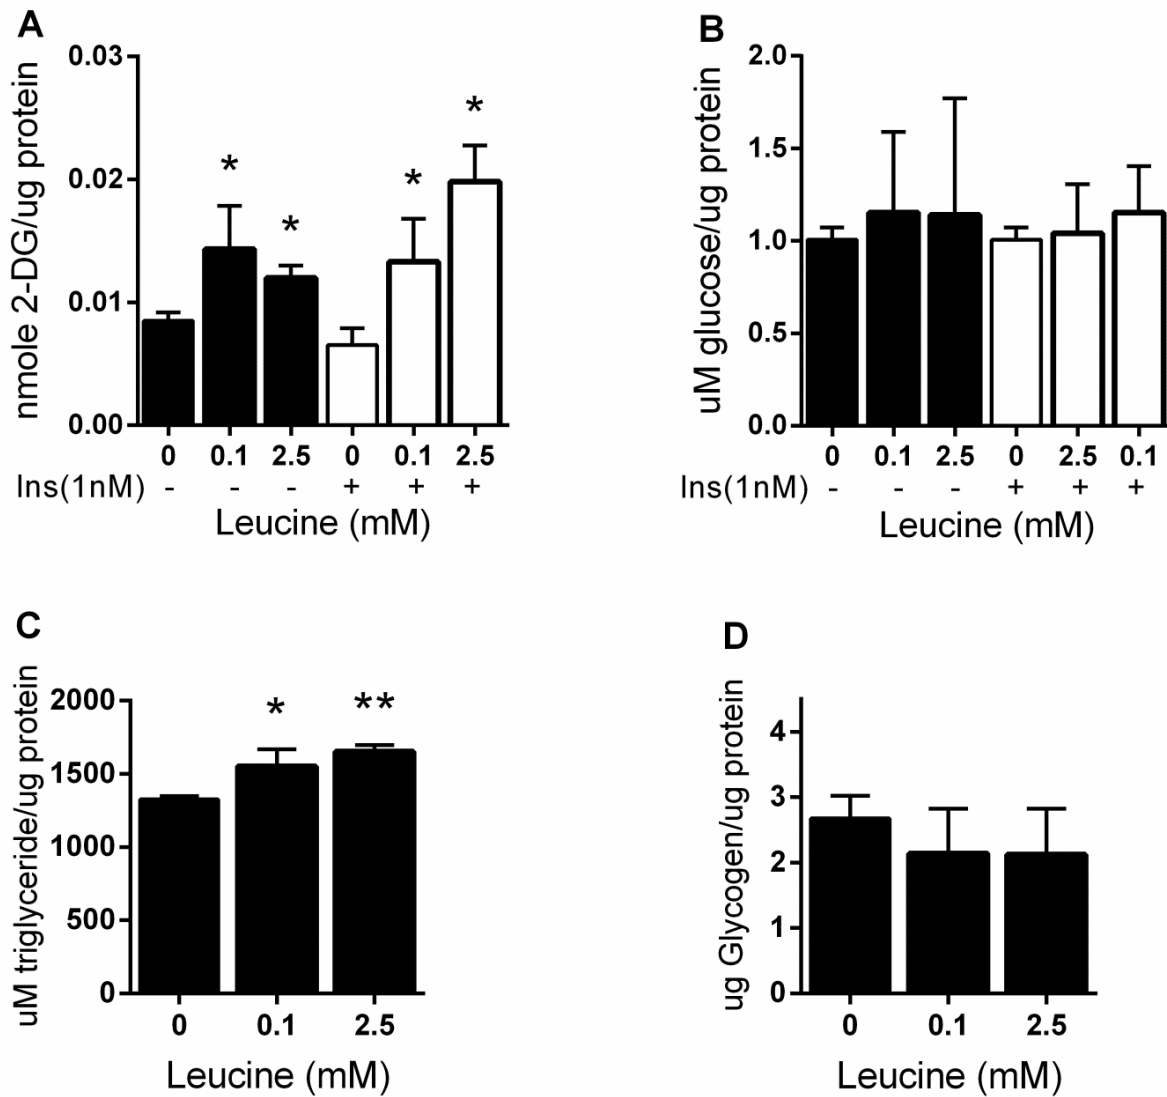 A
nmole 2-DG/ug protein
0.03
0.02
0.01
0.00
* * * *
0 0.1 2.5 0 0.1 2.5
Ins(1nM) - - - + + +
Leucine (mM)
B
uM glucose/ug protein
2.0
1.5
1.0
0.5
0.0
0 0.1 2.5 0 2.5 0.1
Ins(1nM) - - - + + +
Leucine (mM)
C
uM triglyceride/ug protein
2000
1500
1000
500
0
* **
0 0.1 2.5
Leucine (mM)
D
ug Glycogen/ug protein
4
3
2
1
0
0 0.1 2.5
Leucine (mM)